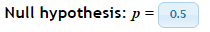 Null hypothesis: p = 0.5